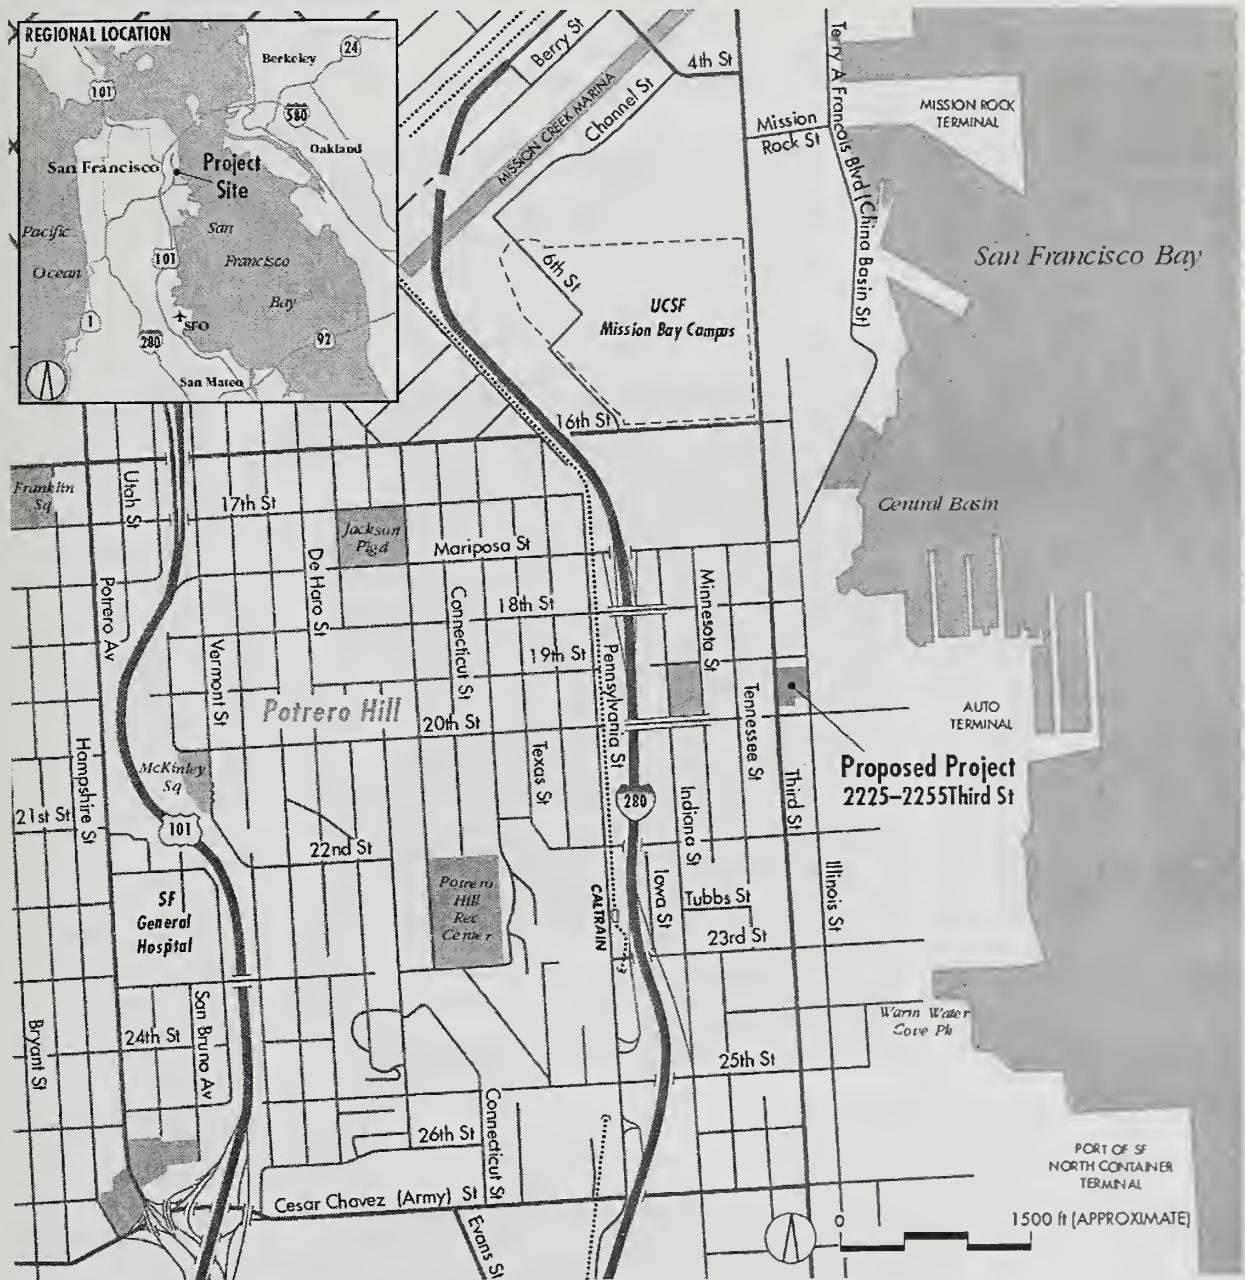 REGIONAL LOCATION
Berkeley
24
101
580
Oakland
San Francisco
Project
Site
Pacific
Ocean
San
Francisco
Bay
101
1
SFO
280
92
San Mateo
Berry St
4th St
MISSION CREEK MARINA
Channel St
Mission
Rock St
Terry A Francois Blvd (China Basin St)
MISSION ROCK
TERMINAL
San Francisco Bay
6th St
UCSF
Mission Bay Campus
16th St
Franklin
Sq
Utah St
17th St
Jackson
Plgd
Mariposa St
Central Basin
De Haro St
Potrero Av
Connecticut St
18th St
Minnesota St
Vermont St
19th St
Pennsylvania St
Potrero Hill
20th St
Tennessee St
AUTO
TERMINAL
Proposed Project
2225–2255Third St
Hampshire St
McKinley
Sq
Texas St
Third St
280
Indiana St
21st St
101
22nd St
Illinois St
Potrero
Hill
Rec
Center
CALTRAIN
Iowa St
Tubbs St
SF
General
Hospital
23rd St
San Bruno Av
Bryant St
24th St
Warm Water
Cove Pk
25th St
Connecticut St
26th St
PORT OF SF
NORTH CONTAINER
TERMINAL
Cesar Chavez (Army) St
Evans St
0
1500 ft (APPROXIMATE)